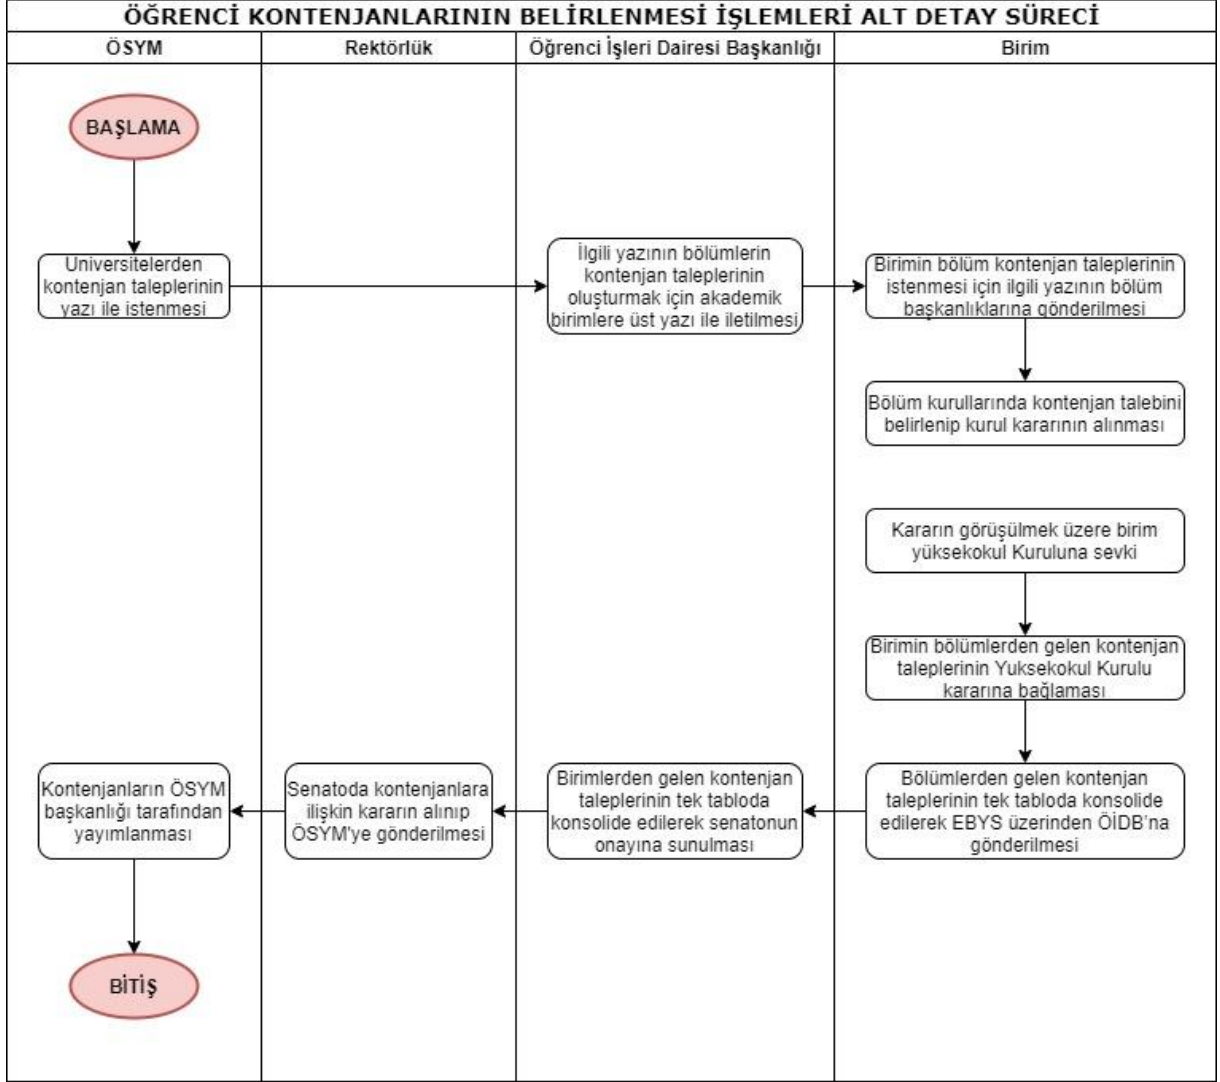 ÖĞRENCİ KONTENJANLARININ BELİRLENMESİ İŞLEMLERİ ALT DETAY SÜRECİ
ÖSYM
Rektörlük
Öğrenci İşleri Dairesi Başkanlığı
Birim
BAŞLAMA
Universitelerden
kontenjan taleplerinin
yazı ile istenmesi
İlgili yazının bölümlerin
kontenjan taleplerinin
oluşturmak için akademik
birimlere üst yazı ile iletilmesi
Birimin bölüm kontenjan taleplerinin
istenmesi için ilgili yazının bölüm
başkanlıklarına gönderilmesi
Bölüm kurullarında kontenjan talebini
belirlenip kurul kararının alınması
Kararın görüşülmek üzere birim
yüksekokul Kuruluna sevki
Birimin bölümlerden gelen kontenjan
taleplerinin Yuksekokul Kurulu
kararına bağlaması
Bölümlerden gelen kontenjan
taleplerinin tek tabloda konsolide
edilerek EBYS üzerinden ÖİDB'na
gönderilmesi
Birimlerden gelen kontenjan
taleplerinin tek tabloda
konsolide edilerek senatonun
onayına sunulması
Senatoda kontenjanlara
ilişkin kararın alınıp
ÖSYM'ye gönderilmesi
Kontenjanların ÖSYM
başkanlığı tarafından
yayımlanması
BİTİŞ